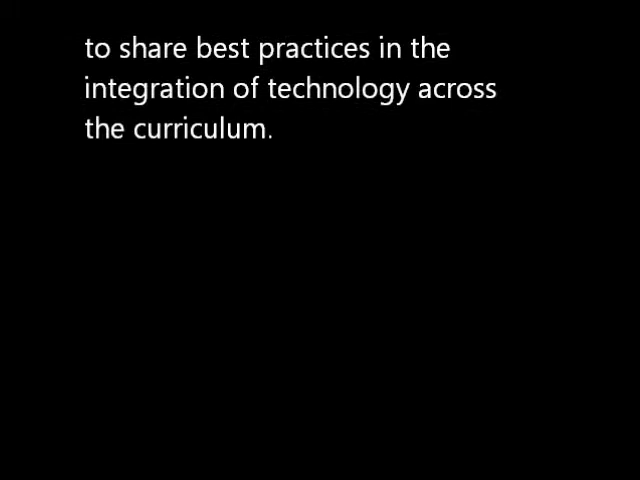 to share best practices in the
integration of technology across
the curriculum.